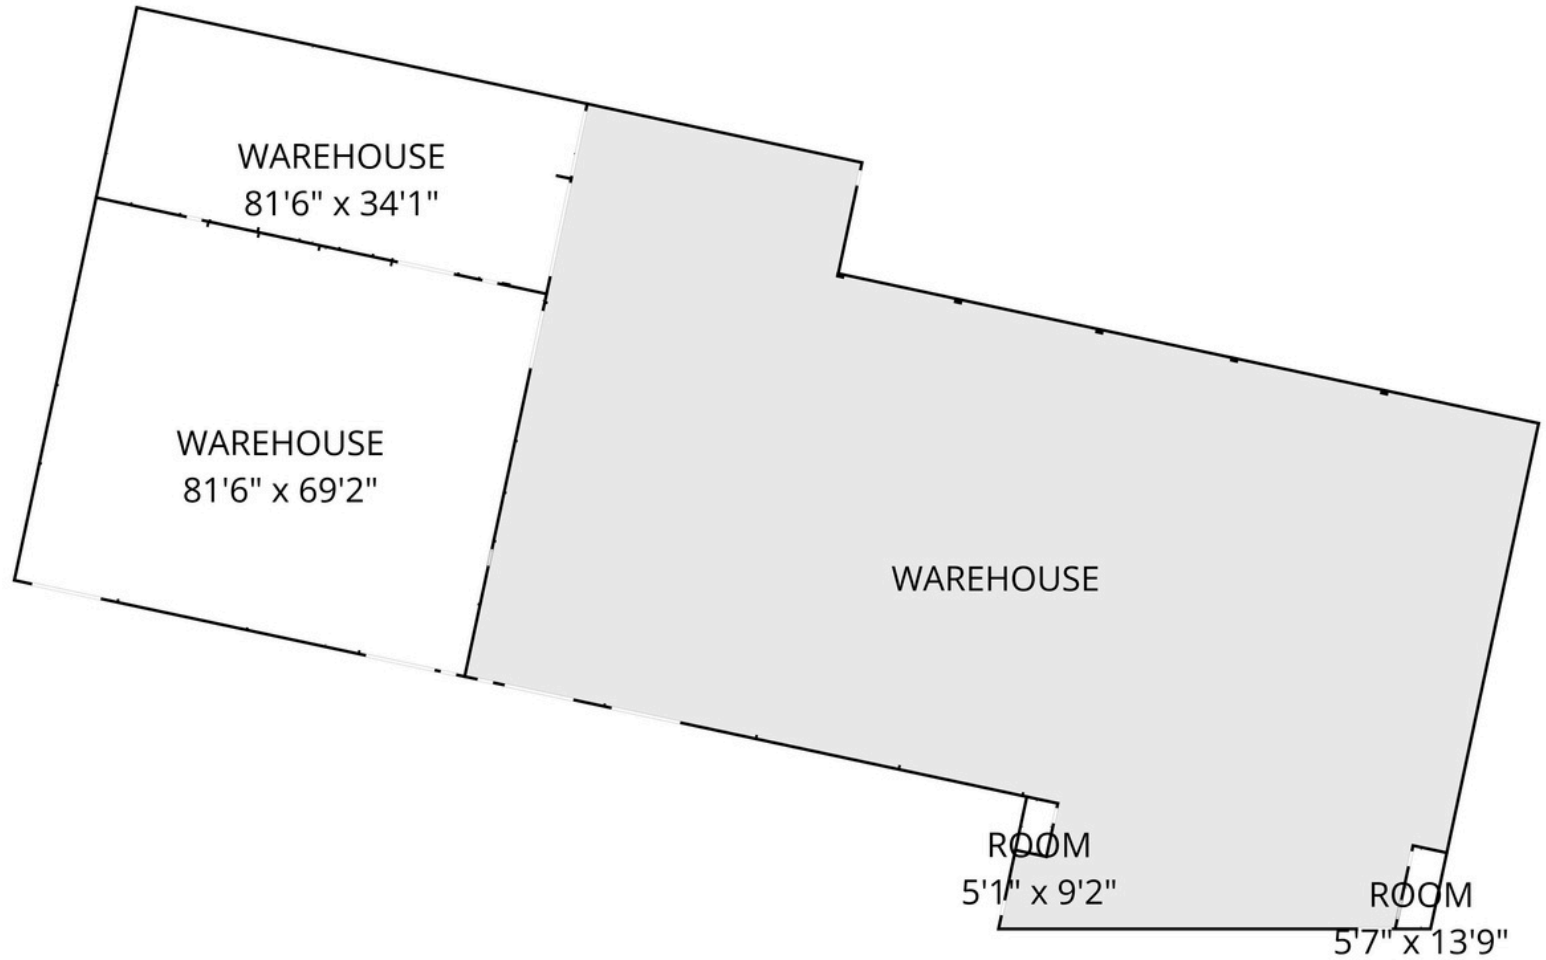 WAREHOUSE
81'6" x 34'1"
WAREHOUSE
81'6" x 69'2"
WAREHOUSE
ROOM
5'1" x 9'2"
ROOM
5'7" x 13'9"